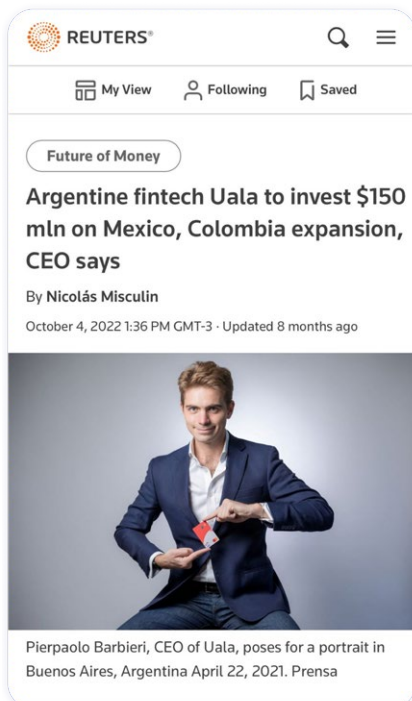 REUTERS®
My View Following Saved
Future of Money
Argentine fintech Uala to invest $150
mln on Mexico, Colombia expansion,
CEO says
By Nicolás Misculin
October 4, 2022 1:36 PM GMT-3 · Updated 8 months ago
Pierpaolo Barbieri, CEO of Uala, poses for a portrait in
Buenos Aires, Argentina April 22, 2021. Prensa